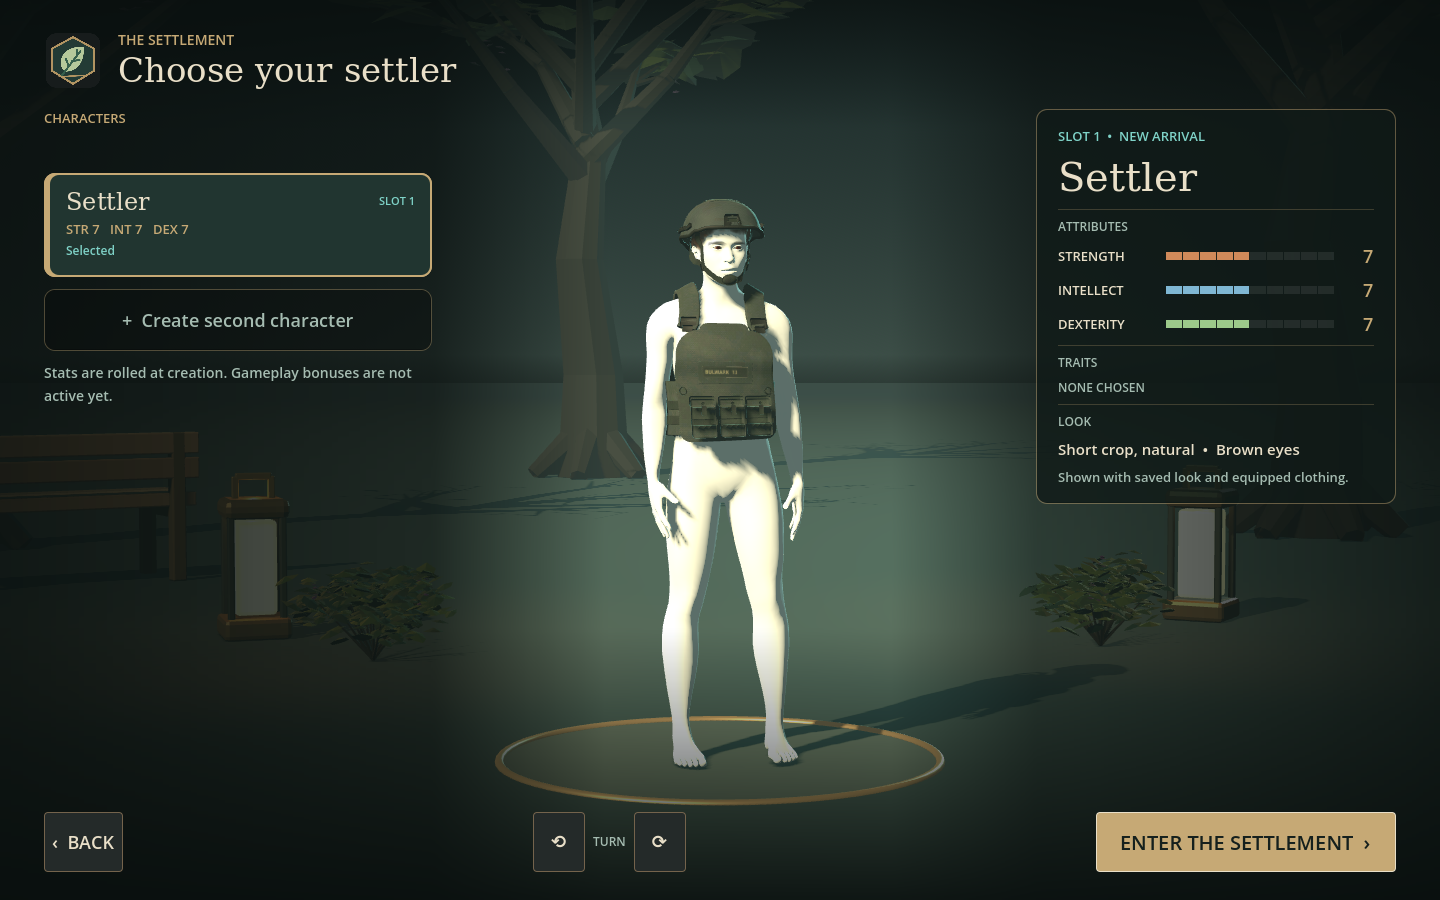 THE SETTLEMENT
Choose your settler
CHARACTERS
Settler
SLOT 1
STR 7 INT 7 DEX 7
Selected
+ Create second character
Stats are rolled at creation. Gameplay bonuses are not
active yet.
SLOT 1 • NEW ARRIVAL
Settler
ATTRIBUTES
STRENGTH 7
INTELLECT 7
DEXTERITY 7
TRAITS
NONE CHOSEN
LOOK
Short crop, natural • Brown eyes
Shown with saved look and equipped clothing.
‹ BACK
⟲ TURN ⟳
ENTER THE SETTLEMENT ›